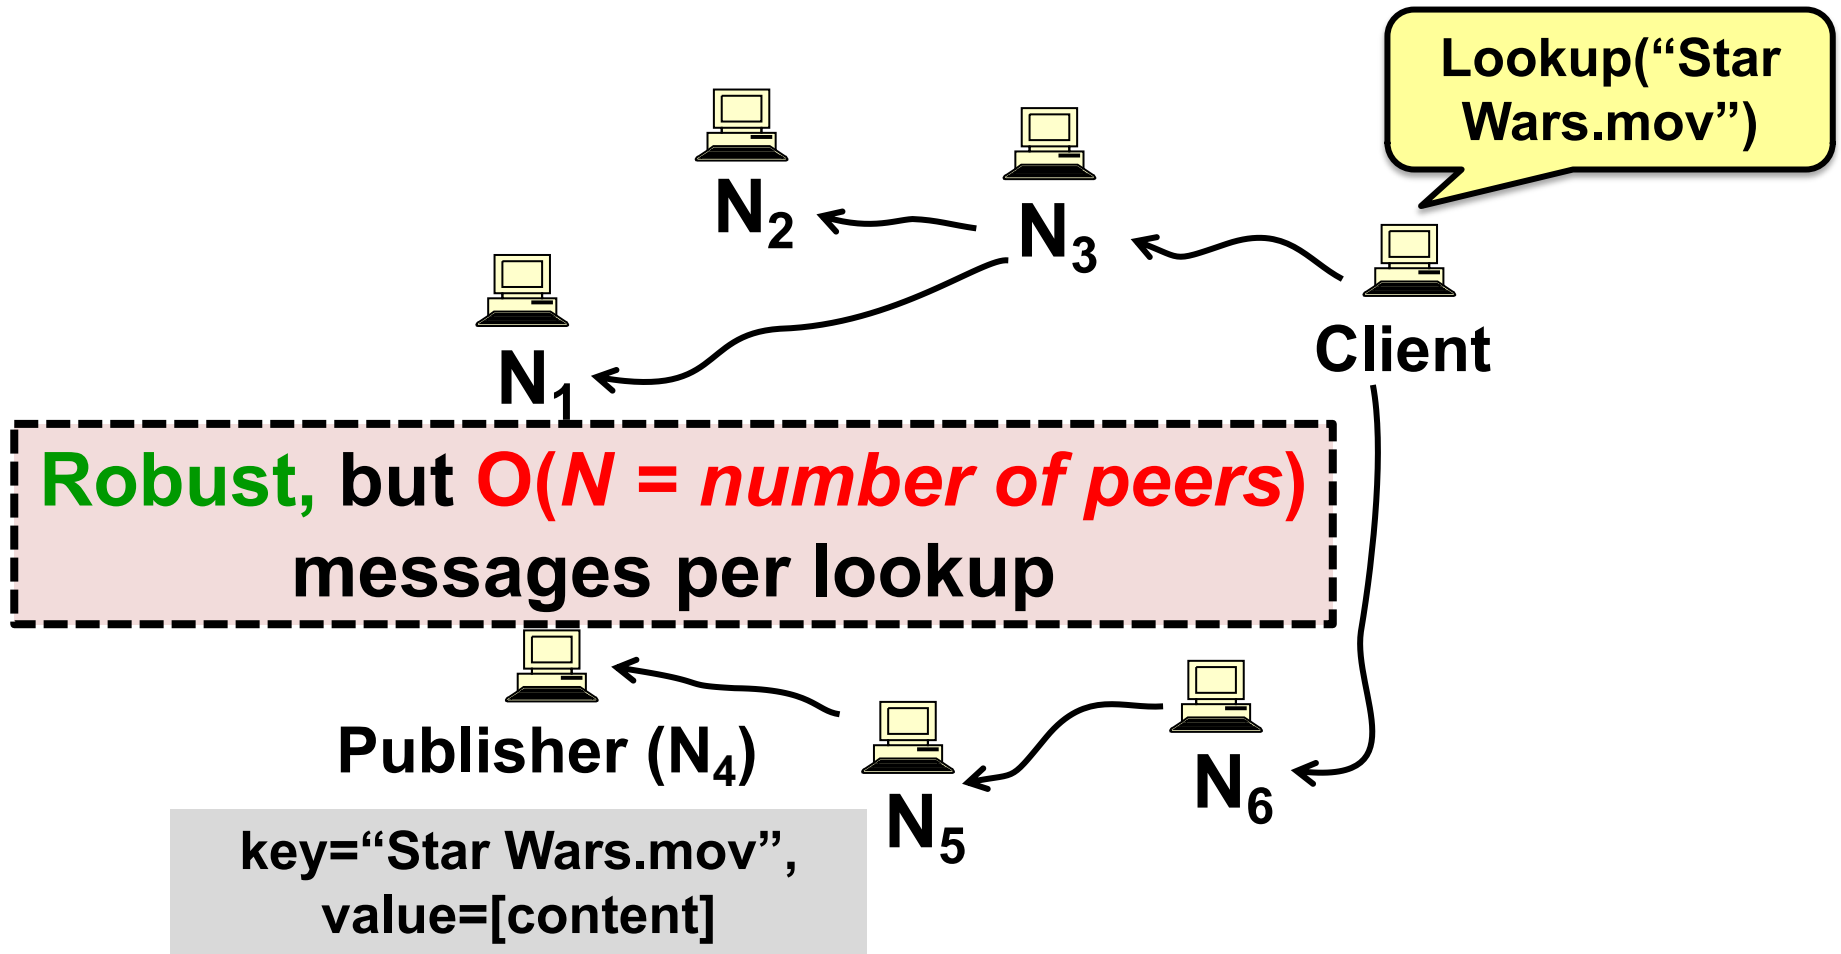 Lookup(“Star
Wars.mov”)
N₂
N₃
Client
N₁
Robust, but O(N = number of peers)
messages per lookup
Publisher (N₄)
N₅
N₆
key=“Star Wars.mov”,
value=[content]